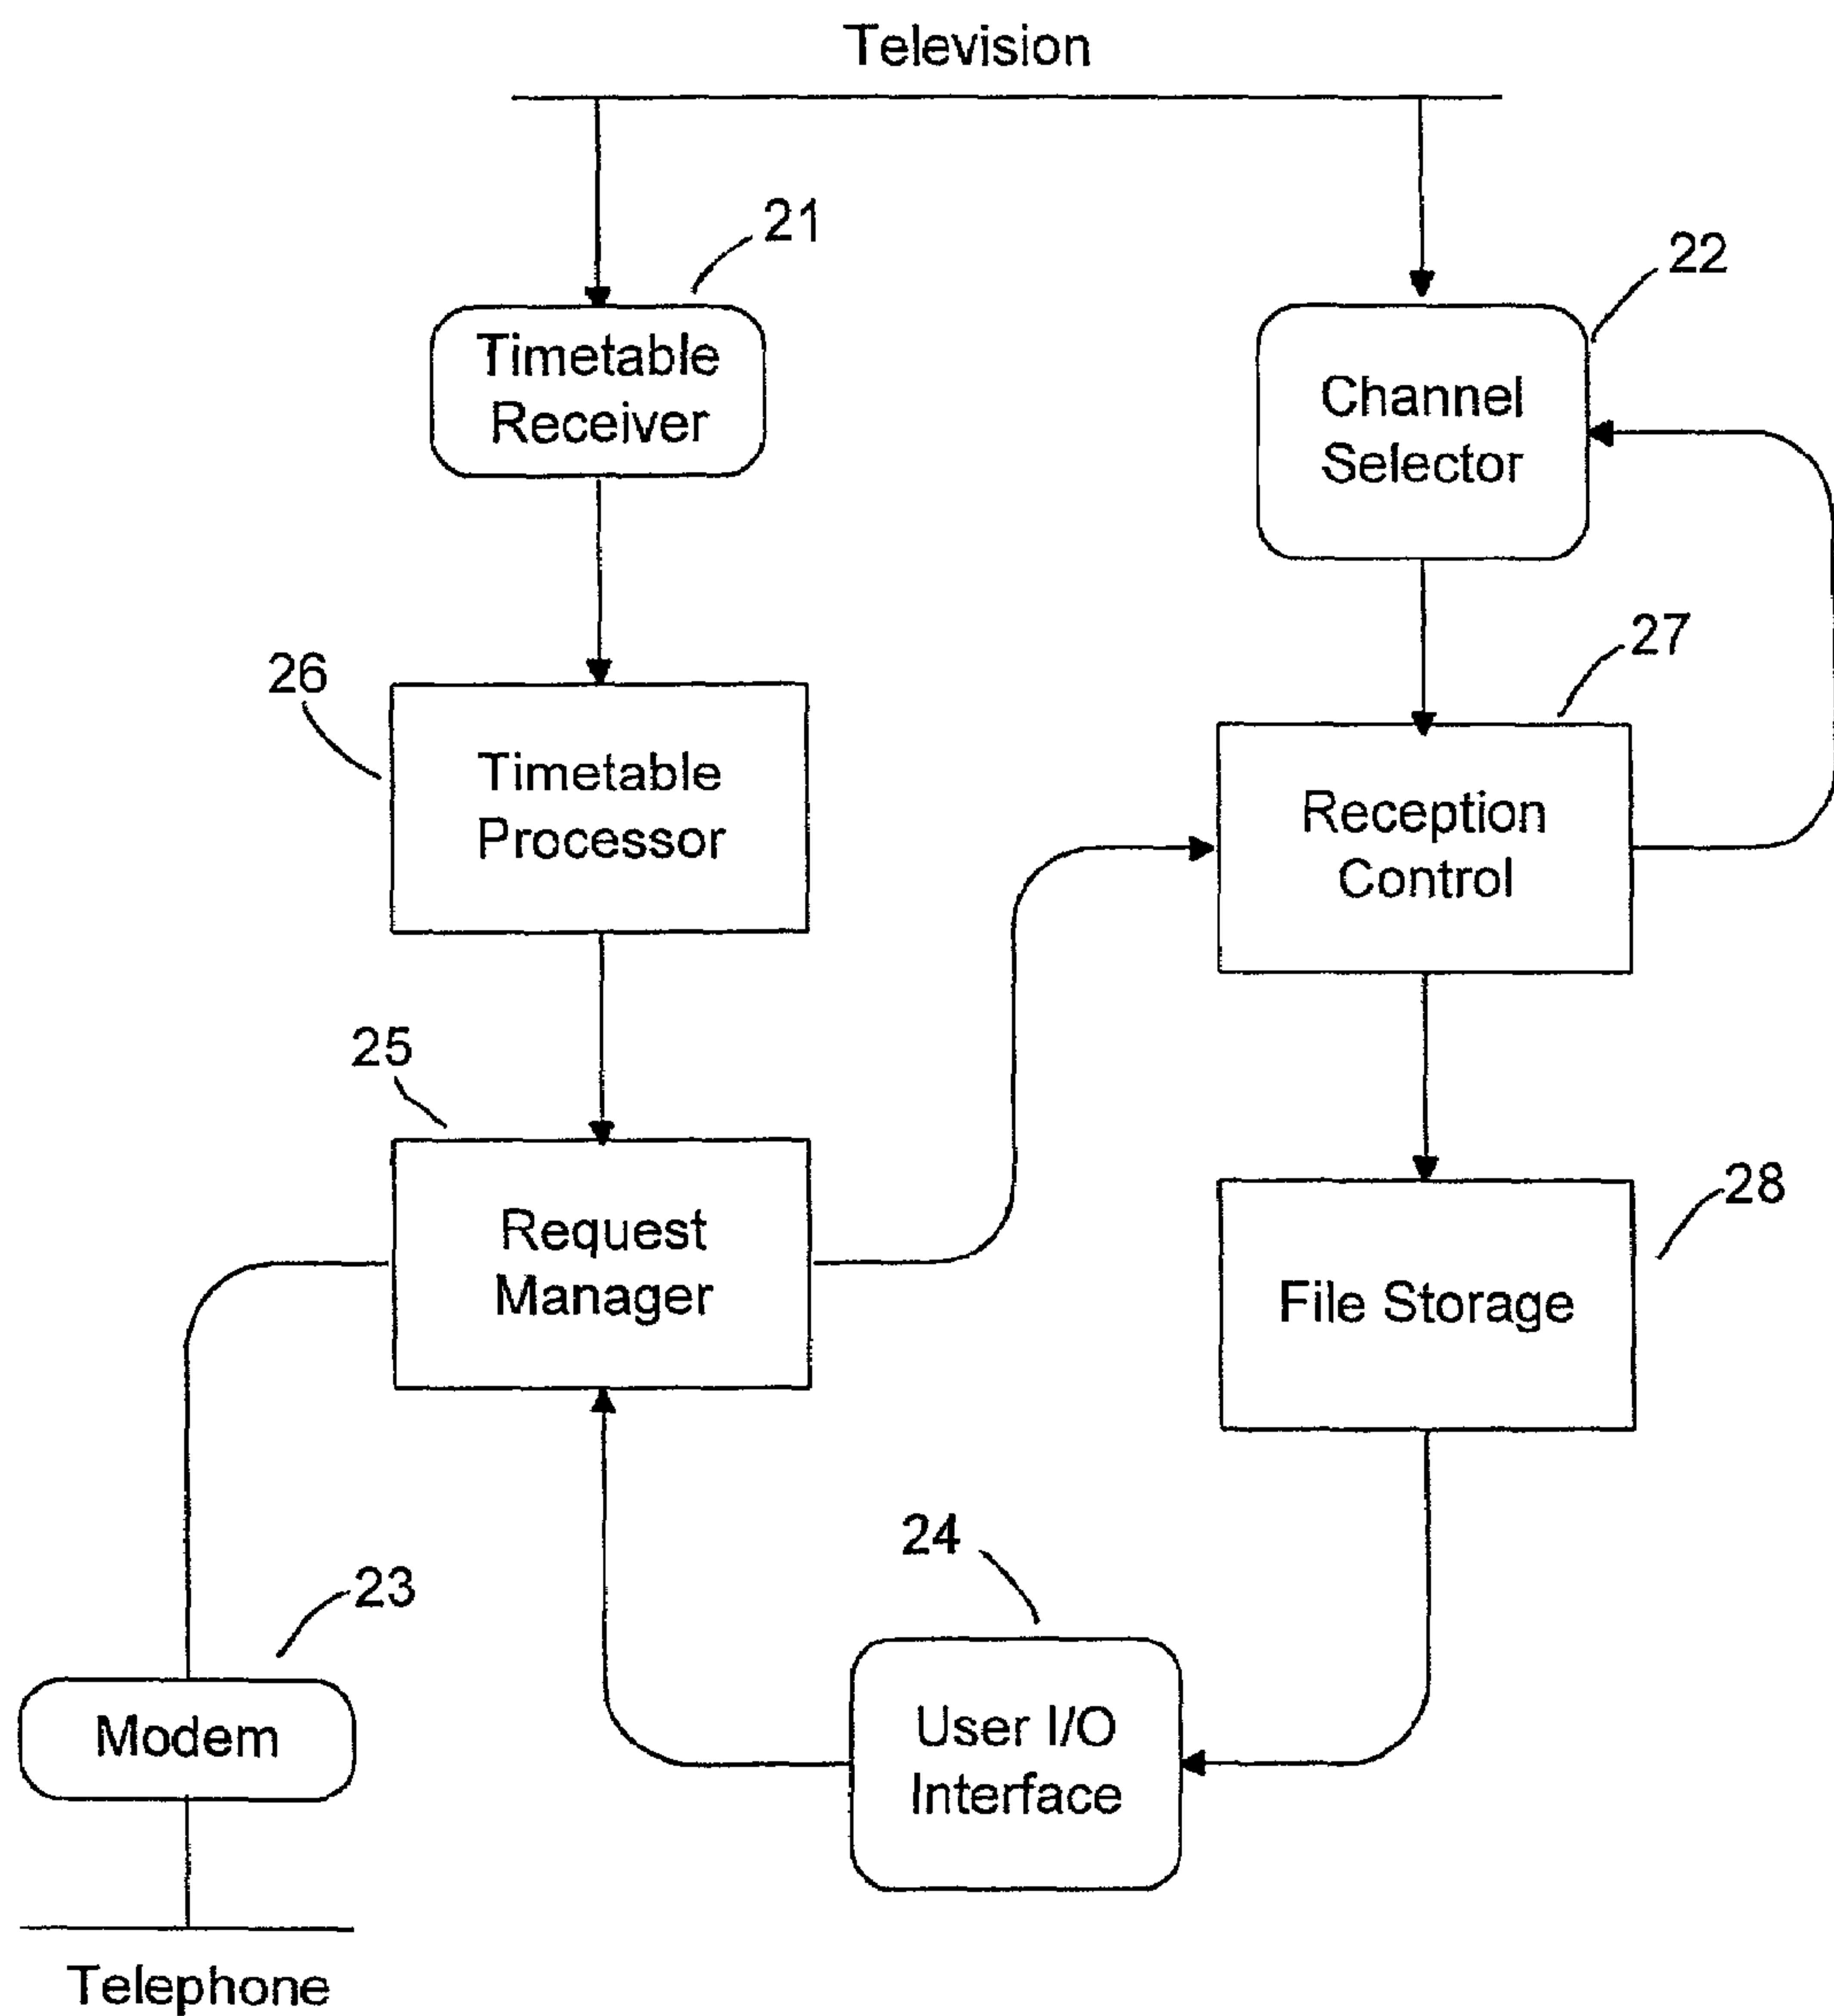 Television
21
22
Timetable
Receiver
Channel
Selector
26
27
Timetable
Processor
Reception
Control
25
28
Request
Manager
File Storage
24
23
Modem
User I/O
Interface
Telephone